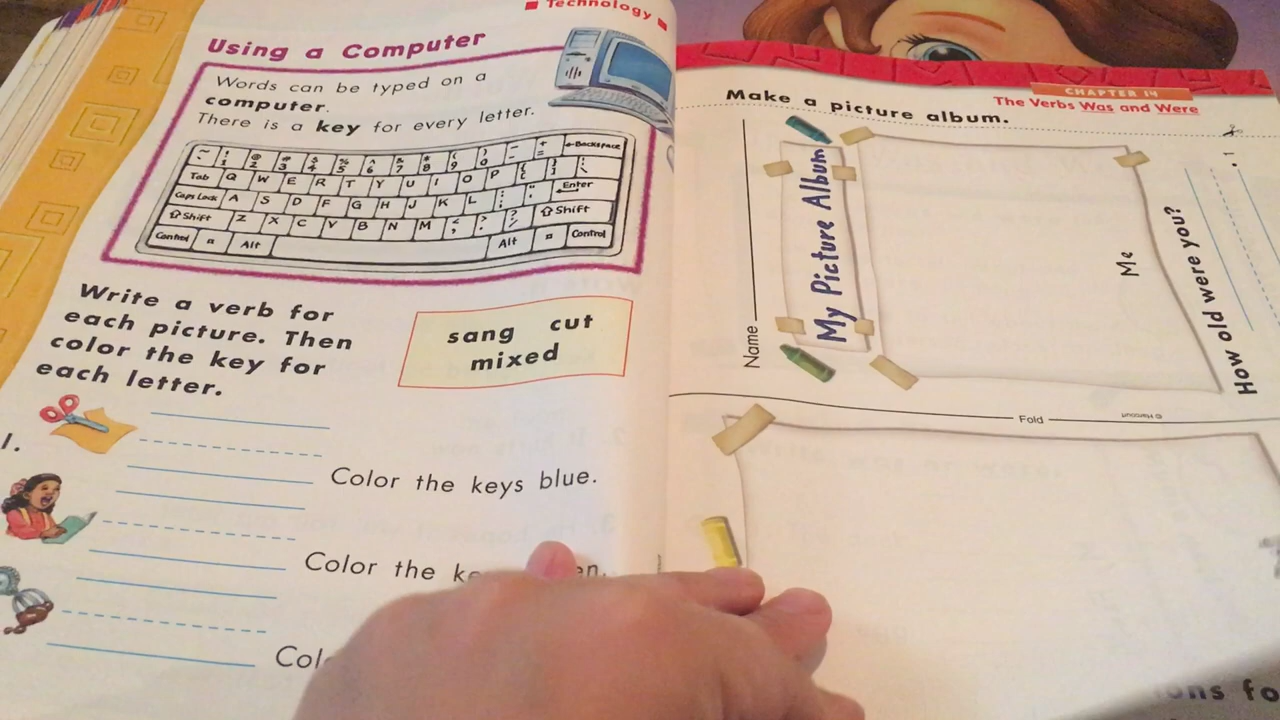 Technology
Using a Computer
Words can be typed on a
computer.
There is a key for every letter.
Backspace
Tab Q W E R T Y U I O P
Caps Lock A S D F G H J K L Enter
Shift Z X C V B N M Shift
Control Alt Alt Control
Write a verb for
each picture. Then
color the key for
each letter.
sang cut
mixed
1.
Color the keys blue.
Color the
CHAPTER 14
The Verbs Was and Were
Make a picture album.
Name
My Picture Album
Me
How old were you?
Fold
© Harcourt